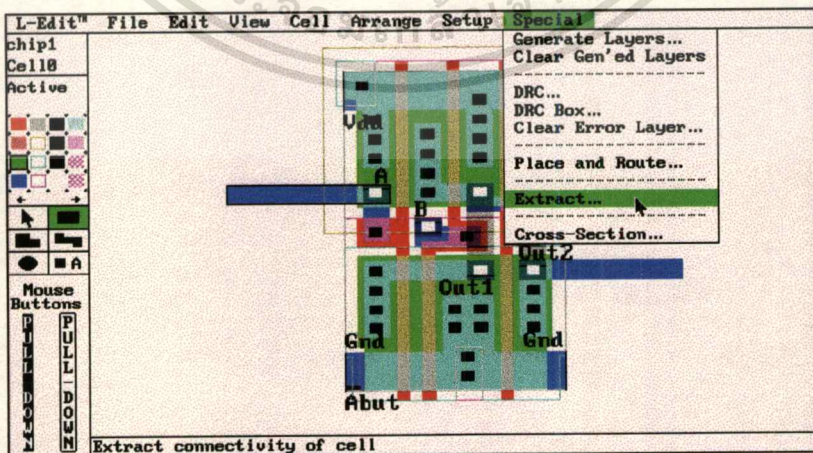 L-Edit™ File Edit View Cell Arrange Setup Special
chip1
Cell0
Active
Generate Layers...
Clear Gen'ed Layers
DRC...
DRC Box...
Clear Error Layer...
Place and Route...
Extract...
Cross-Section...
Vdd
A
B
Out2
Out1
Gnd Gnd
Abut
A
Mouse
Buttons
PULL-DOWN
PULL-DOWN
Extract connectivity of cell